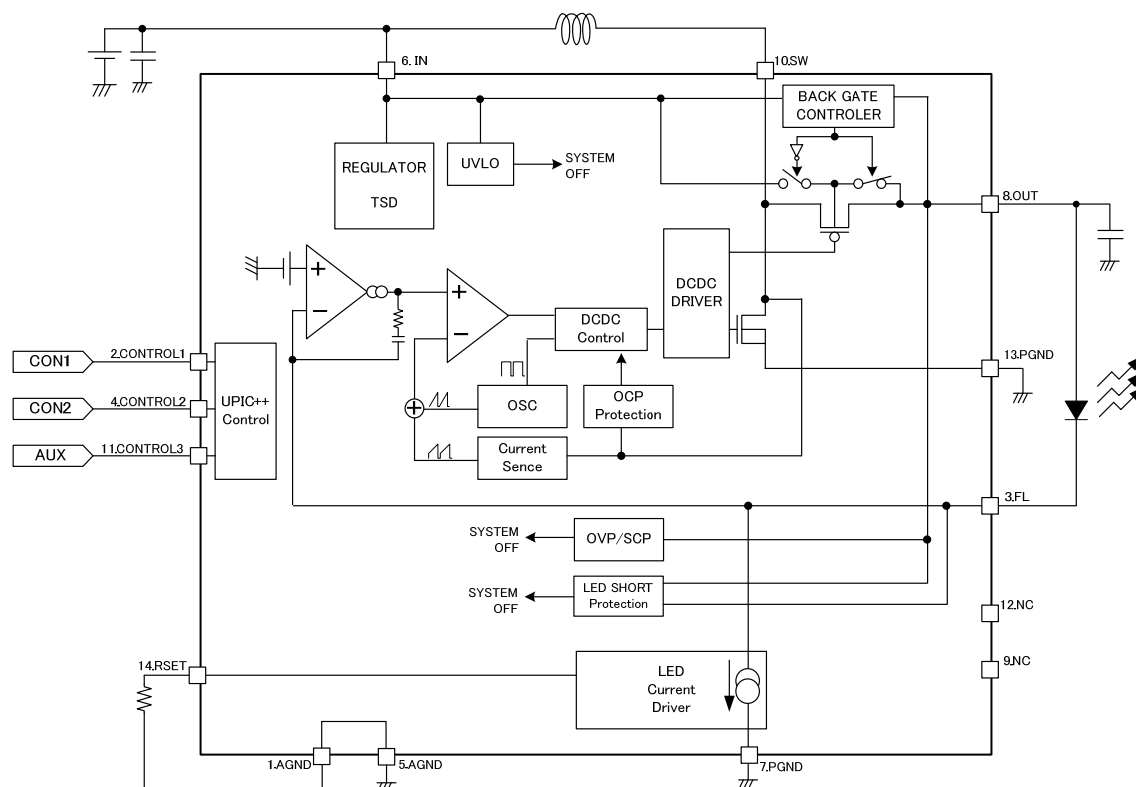 6. IN
10.SW
BACK GATE
CONTROLER
REGULATOR
TSD
UVLO
SYSTEM
OFF
8.OUT
+
−
+
−
DCDC
Control
DCDC
DRIVER
CON1
2.CONTROL1
CON2
4.CONTROL2
AUX
11.CONTROL3
UPIC++
Control
OSC
OCP
Protection
Current
Sence
13.PGND
3.FL
SYSTEM
OFF
OVP/SCP
SYSTEM
OFF
LED SHORT
Protection
12.NC
9.NC
14.RSET
LED
Current
Driver
1.AGND
5.AGND
7.PGND